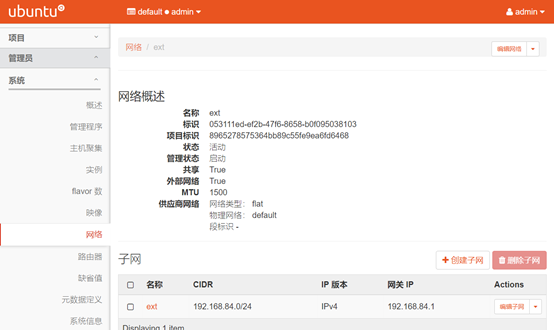 ubuntu
default admin
admin
项目
管理员
系统
概述
管理程序
主机聚集
实例
flavor 数
映像
网络
路由器
缺省值
元数据定义
系统信息
网络 / ext
编辑网络
网络概述
名称 ext
标识 053111ed-ef2b-47f6-8658-b0f095038103
项目标识 8965278575364bb89c55fe9ea6fd6468
状态 活动
管理状态 启动
共享 True
外部网络 True
MTU 1500
供应商网络 网络类型： flat
物理网络： default
段标识 -
子网
+ 创建子网 删除子网
名称 CIDR IP 版本 网关 IP Actions
ext 192.168.84.0/24 IPv4 192.168.84.1 编辑子网
Displaying 1 item